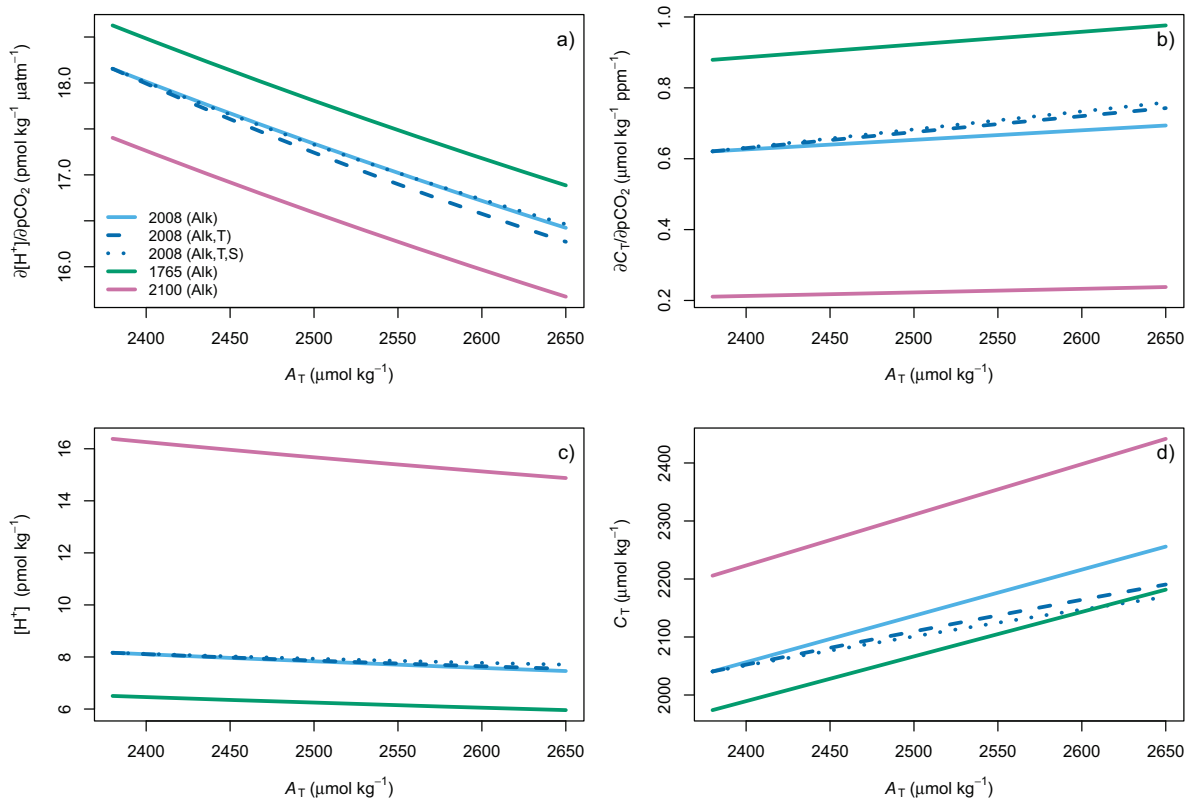 a)
∂[H⁺]/∂pCO₂ (pmol kg⁻¹ µatm⁻¹)
18.0
17.0
16.0
2008 (Alk)
2008 (Alk,T)
2008 (Alk,T,S)
1765 (Alk)
2100 (Alk)
2400 2450 2500 2550 2600 2650
A_T (µmol kg⁻¹)
b)
∂C_T/∂pCO₂ (µmol kg⁻¹ ppm⁻¹)
1.0
0.8
0.6
0.4
0.2
2400 2450 2500 2550 2600 2650
A_T (µmol kg⁻¹)
c)
[H⁺] (pmol kg⁻¹)
16
14
12
10
8
6
2400 2450 2500 2550 2600 2650
A_T (µmol kg⁻¹)
d)
C_T (µmol kg⁻¹)
2400
2300
2200
2100
2000
2400 2450 2500 2550 2600 2650
A_T (µmol kg⁻¹)